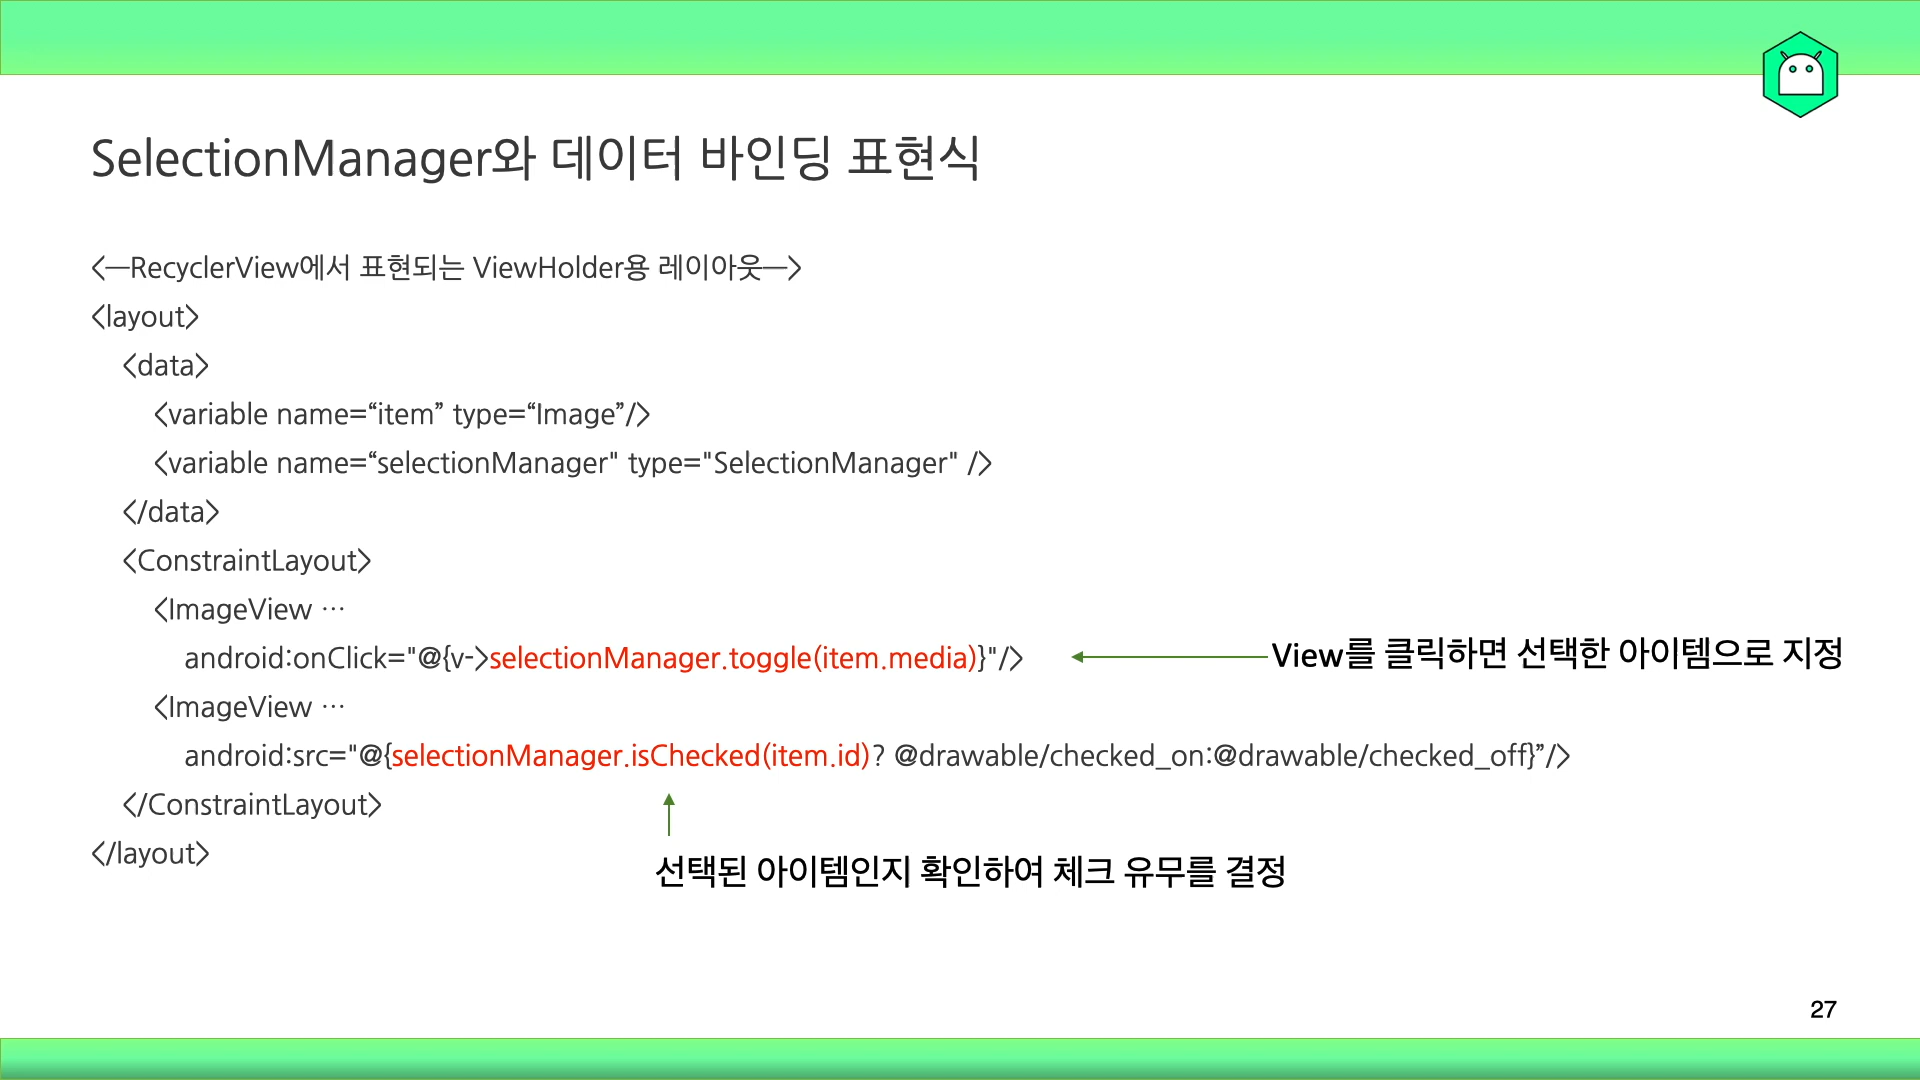 SelectionManager와 데이터 바인딩 표현식
<—RecyclerView에서 표현되는 ViewHolder용 레이아웃—>
<layout>
<data>
<variable name=“item” type=“Image”/>
<variable name=“selectionManager" type="SelectionManager" />
</data>
<ConstraintLayout>
<ImageView …
android:onClick="@{v->selectionManager.toggle(item.media)}"/>
View를 클릭하면 선택한 아이템으로 지정
<ImageView …
android:src="@{selectionManager.isChecked(item.id)? @drawable/checked_on:@drawable/checked_off}”/>
</ConstraintLayout>
</layout>
선택된 아이템인지 확인하여 체크 유무를 결정
27